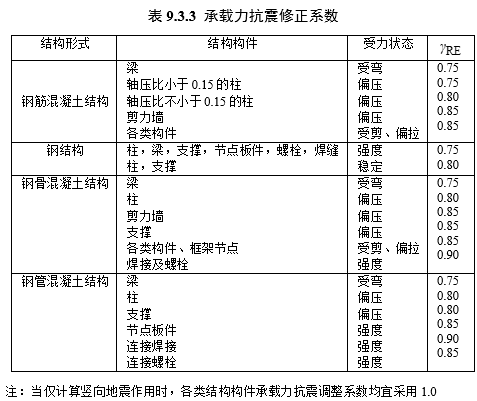 表 9.3.3 承载力抗震修正系数
结构形式 结构构件 受力状态 γRE
钢筋混凝土结构 梁 受弯 0.75
轴压比小于 0.15 的柱 偏压 0.75
轴压比不小于 0.15 的柱 偏压 0.80
剪力墙 偏压 0.85
各类构件 受剪、偏拉 0.85
钢结构 柱，梁，支撑，节点板件，螺栓，焊缝 强度 0.75
柱，支撑 稳定 0.80
钢骨混凝土结构 梁 受弯 0.75
柱 偏压 0.80
剪力墙 偏压 0.85
支撑 偏压 0.85
各类构件、框架节点 受剪、偏拉 0.85
焊接及螺栓 强度 0.90
钢管混凝土结构 梁 受弯 0.75
柱 偏压 0.80
支撑 偏压 0.80
节点板件 强度 0.85
连接焊接 强度 0.90
连接螺栓 强度 0.85
注：当仅计算竖向地震作用时，各类结构构件承载力抗震调整系数均宜采用 1.0